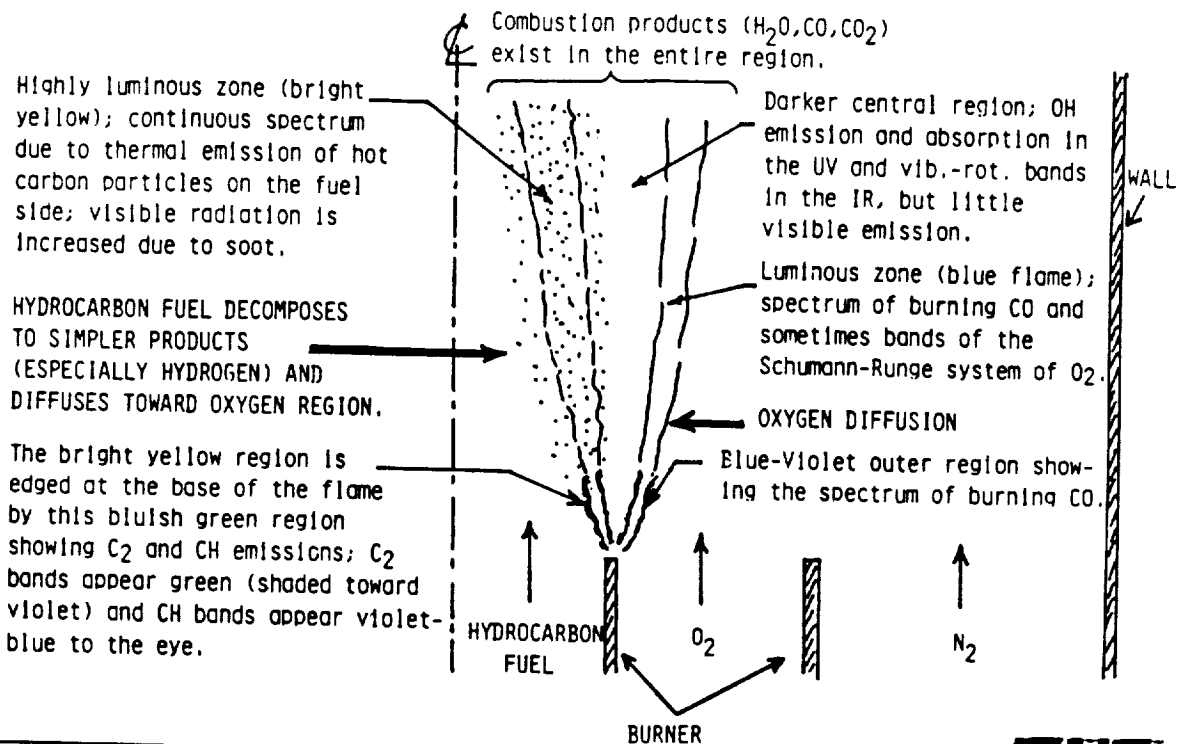 Combustion products (H₂O,CO,CO₂)
exist in the entire region.
Highly luminous zone (bright
yellow); continuous spectrum
due to thermal emission of hot
carbon particles on the fuel
side; visible radiation is
increased due to soot.
HYDROCARBON FUEL DECOMPOSES
TO SIMPLER PRODUCTS
(ESPECIALLY HYDROGEN) AND
DIFFUSES TOWARD OXYGEN REGION.
The bright yellow region is
edged at the base of the flame
by this bluish green region
showing C₂ and CH emissions; C₂
bands appear green (shaded toward
violet) and CH bands appear violet-
blue to the eye.
Darker central region; OH
emission and absorption in
the UV and vib.-rot. bands
in the IR, but little
visible emission.
WALL
Luminous zone (blue flame);
spectrum of burning CO and
sometimes bands of the
Schumann-Runge system of O₂.
OXYGEN DIFFUSION
Blue-Violet outer region show-
ing the spectrum of burning CO.
HYDROCARBON
FUEL
O₂
N₂
BURNER